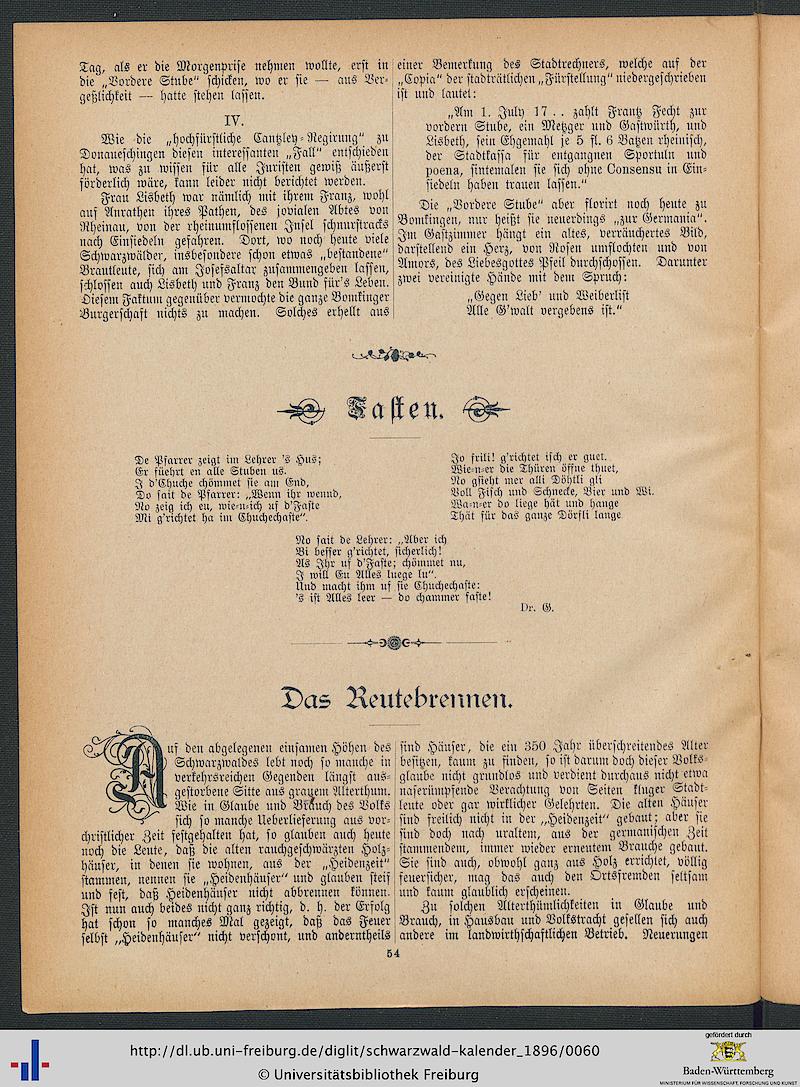 Tag, als er die Morgenprise nehmen wollte, erst in
die „Vordere Stube“ schicken, wo er sie — aus Ver-
geßlichkeit — hatte stehen lassen.
IV.
Wie die „hochfürstliche Cantzley-Regirung“ zu
Donaueschingen diesen interessanten „Fall“ entschieden
hat, was zu wissen für alle Juristen gewiß äußerst
förderlich wäre, kann leider nicht berichtet werden.
Frau Lisbeth war nämlich mit ihrem Franz, wohl
auf Anrathen ihres Pathen, des jovialen Abtes von
Rheinau, von der rheinumflossenen Insel schnurstracks
nach Einsiedeln gefahren. Dort, wo noch heute viele
Schwarzwälder, insbesondere schon etwas „bestandene“
Brautleute, sich am Josefsaltar zusammengeben lassen,
schlossen auch Lisbeth und Franz den Bund für's Leben.
Diesem Faktum gegenüber vermochte die ganze Bomkinger
Burgerschaft nichts zu machen. Solches erhellt aus
einer Bemerkung des Stadtrechners, welche auf der
„Copia“ der stadträtlichen „Fürstellung“ niedergeschrieben
ist und lautet:
„Am 1. July 17 . . zahlt Frantz Fecht zur
vordern Stube, ein Metzger und Gastwürth, und
Lisbeth, sein Ehgemahl je 5 fl. 6 Batzen rheinisch,
der Stadtkassa für entgangnen Sportuln und
poena, sintemalen sie sich ohne Consensu in Ein-
siedeln haben trauen lassen.“
Die „Vordere Stube“ aber florirt noch heute zu
Bomkingen, nur heißt sie neuerdings „zur Germania“.
Im Gastzimmer hängt ein altes, verräuchertes Bild,
darstellend ein Herz, von Rosen umflochten und von
Amors, des Liebesgottes Pfeil durchschossen. Darunter
zwei vereinigte Hände mit dem Spruch:
„Gegen Lieb' und Weiberlist
Alle G'walt vergebens ist.“
Fasten.
De Pfarrer zeigt im Lehrer 's Hus;
Er füehrt en alle Stuben us.
I d'Chuche chömmet sie am End,
Do sait de Pfarrer: „Wenn ihr wennd,
No zeig ich eu, wie-n-ich uf d'Faste
Mi g'richtet ha im Chuchechaste“.
Jo frili! g'richtet isch er guet.
Wie-n-er die Thüren öffne thuet,
No gsieht mer alli Döhtli gli
Voll Fisch und Schnecke, Bier und Wi.
Wa-n-er do liege hät und hange
Thät für das ganze Dörfli lange
No sait de Lehrer: „Aber ich
Bi besser g'richtet, sicherlich!
As Ihr uf d'Faste; chömmet nu,
I will Eu Alles luege lu“.
Und macht ihm uf sie Chuchechaste:
's ist Alles leer — do chammer faste!
Dr. G.
Das Reutebrennen.
Auf den abgelegenen einsamen Höhen des
Schwarzwaldes lebt noch so manche in
verkehrsreichen Gegenden längst aus-
gestorbene Sitte aus grauem Alterthum.
Wie in Glaube und Brauch des Volks
sich so manche Ueberlieferung aus vor-
christlicher Zeit festgehalten hat, so glauben auch heute
noch die Leute, daß die alten rauchgeschwärzten Holz-
häuser, in denen sie wohnen, aus der „Heidenzeit“
stammen, nennen sie „Heidenhäuser“ und glauben steif
und fest, daß Heidenhäuser nicht abbrennen können.
Ist nun auch beides nicht ganz richtig, d. h. der Erfolg
hat schon so manches Mal gezeigt, daß das Feuer
selbst „Heidenhäuser“ nicht verschont, und anderntheils
sind Häuser, die ein 350 Jahr überschreitendes Alter
besitzen, kaum zu finden, so ist darum doch dieser Volks-
glaube nicht grundlos und verdient durchaus nicht etwa
naserümpfende Verachtung von Seiten kluger Stadt-
leute oder gar wirklicher Gelehrten. Die alten Häuser
sind freilich nicht in der „Heidenzeit“ gebaut; aber sie
sind doch nach uraltem, aus der germanischen Zeit
stammendem, immer wieder erneutem Brauche gebaut.
Sie sind auch, obwohl ganz aus Holz errichtet, völlig
feuersicher, mag das auch den Ortsfremden seltsam
und kaum glaublich erscheinen.
Zu solchen Alterthümlichkeiten in Glaube und
Brauch, in Hausbau und Volkstracht gesellen sich auch
andere im landwirthschaftlichen Betrieb. Neuerungen
54
http://dl.ub.uni-freiburg.de/diglit/schwarzwald-kalender_1896/0060
© Universitätsbibliothek Freiburg
gefördert durch
Baden-Württemberg
MINISTERIUM FÜR WISSENSCHAFT, FORSCHUNG UND KUNST